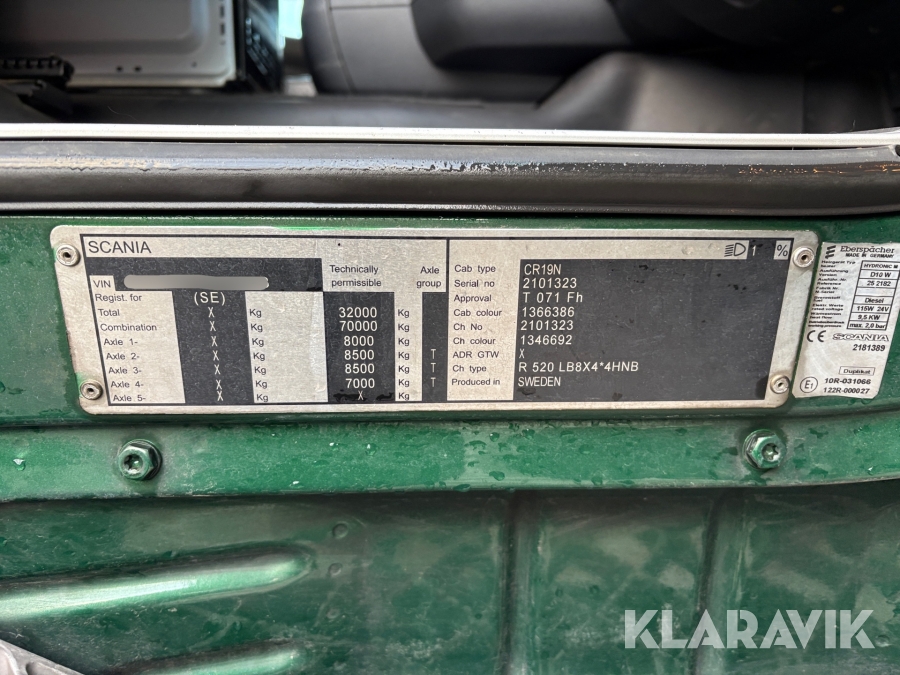 SCANIA
VIN
Technically permissible
Axle group
Regist. for (SE)
Total X Kg 32000 Kg
Combination X Kg 70000 Kg
Axle 1- X Kg 8000 Kg
Axle 2- X Kg 8500 Kg T
Axle 3- X Kg 8500 Kg T
Axle 4- X Kg 7000 Kg T
Axle 5- X Kg X Kg
%
Cab type CR19N
Serial no 2101323
Approval T 071 Fh
Cab colour 1366386
Ch No 2101323
Ch colour 1346692
ADR GTW X
Ch type R 520 LB8X4*4HNB
Produced in SWEDEN
Eberspächer
MADE IN GERMANY
HYDRONIC M
D10 W
25 2182
Diesel
115W 24V
9,5 KW
max. 2,0 bar
CE SCANIA
2181389
Duplikat
E1 10R-031066
122R-000027
KLARAVIK